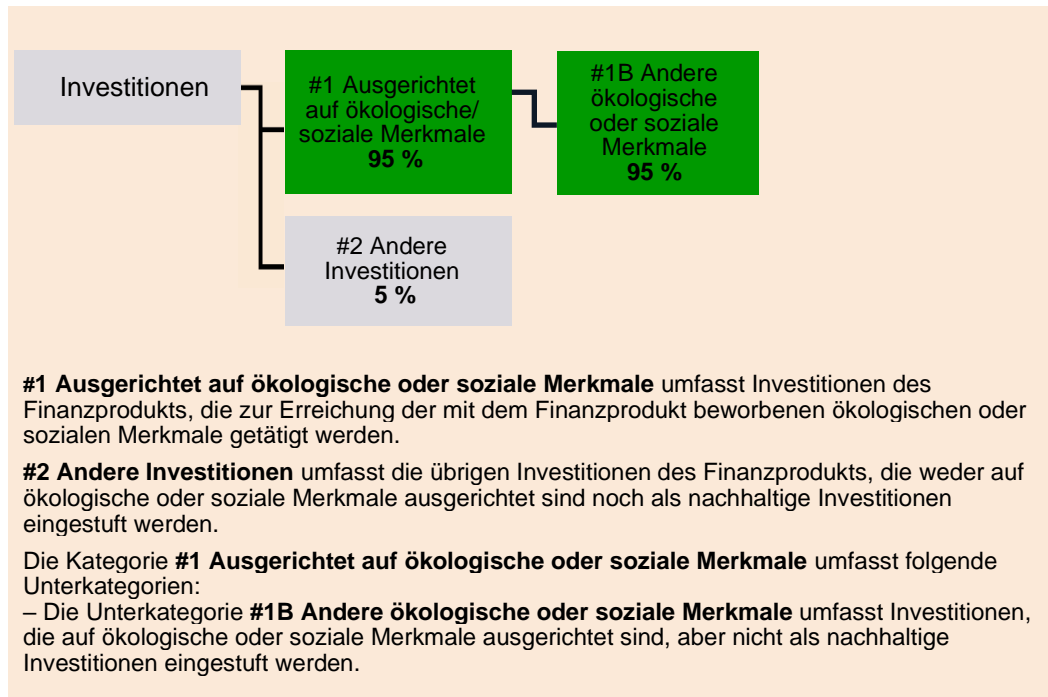 Investitionen
#1 Ausgerichtet
auf ökologische/
soziale Merkmale
95 %
#1B Andere
ökologische
oder soziale
Merkmale
95 %
#2 Andere
Investitionen
5 %
#1 Ausgerichtet auf ökologische oder soziale Merkmale umfasst Investitionen des
Finanzprodukts, die zur Erreichung der mit dem Finanzprodukt beworbenen ökologischen oder
sozialen Merkmale getätigt werden.
#2 Andere Investitionen umfasst die übrigen Investitionen des Finanzprodukts, die weder auf
ökologische oder soziale Merkmale ausgerichtet sind noch als nachhaltige Investitionen
eingestuft werden.
Die Kategorie #1 Ausgerichtet auf ökologische oder soziale Merkmale umfasst folgende
Unterkategorien:
– Die Unterkategorie #1B Andere ökologische oder soziale Merkmale umfasst Investitionen,
die auf ökologische oder soziale Merkmale ausgerichtet sind, aber nicht als nachhaltige
Investitionen eingestuft werden.